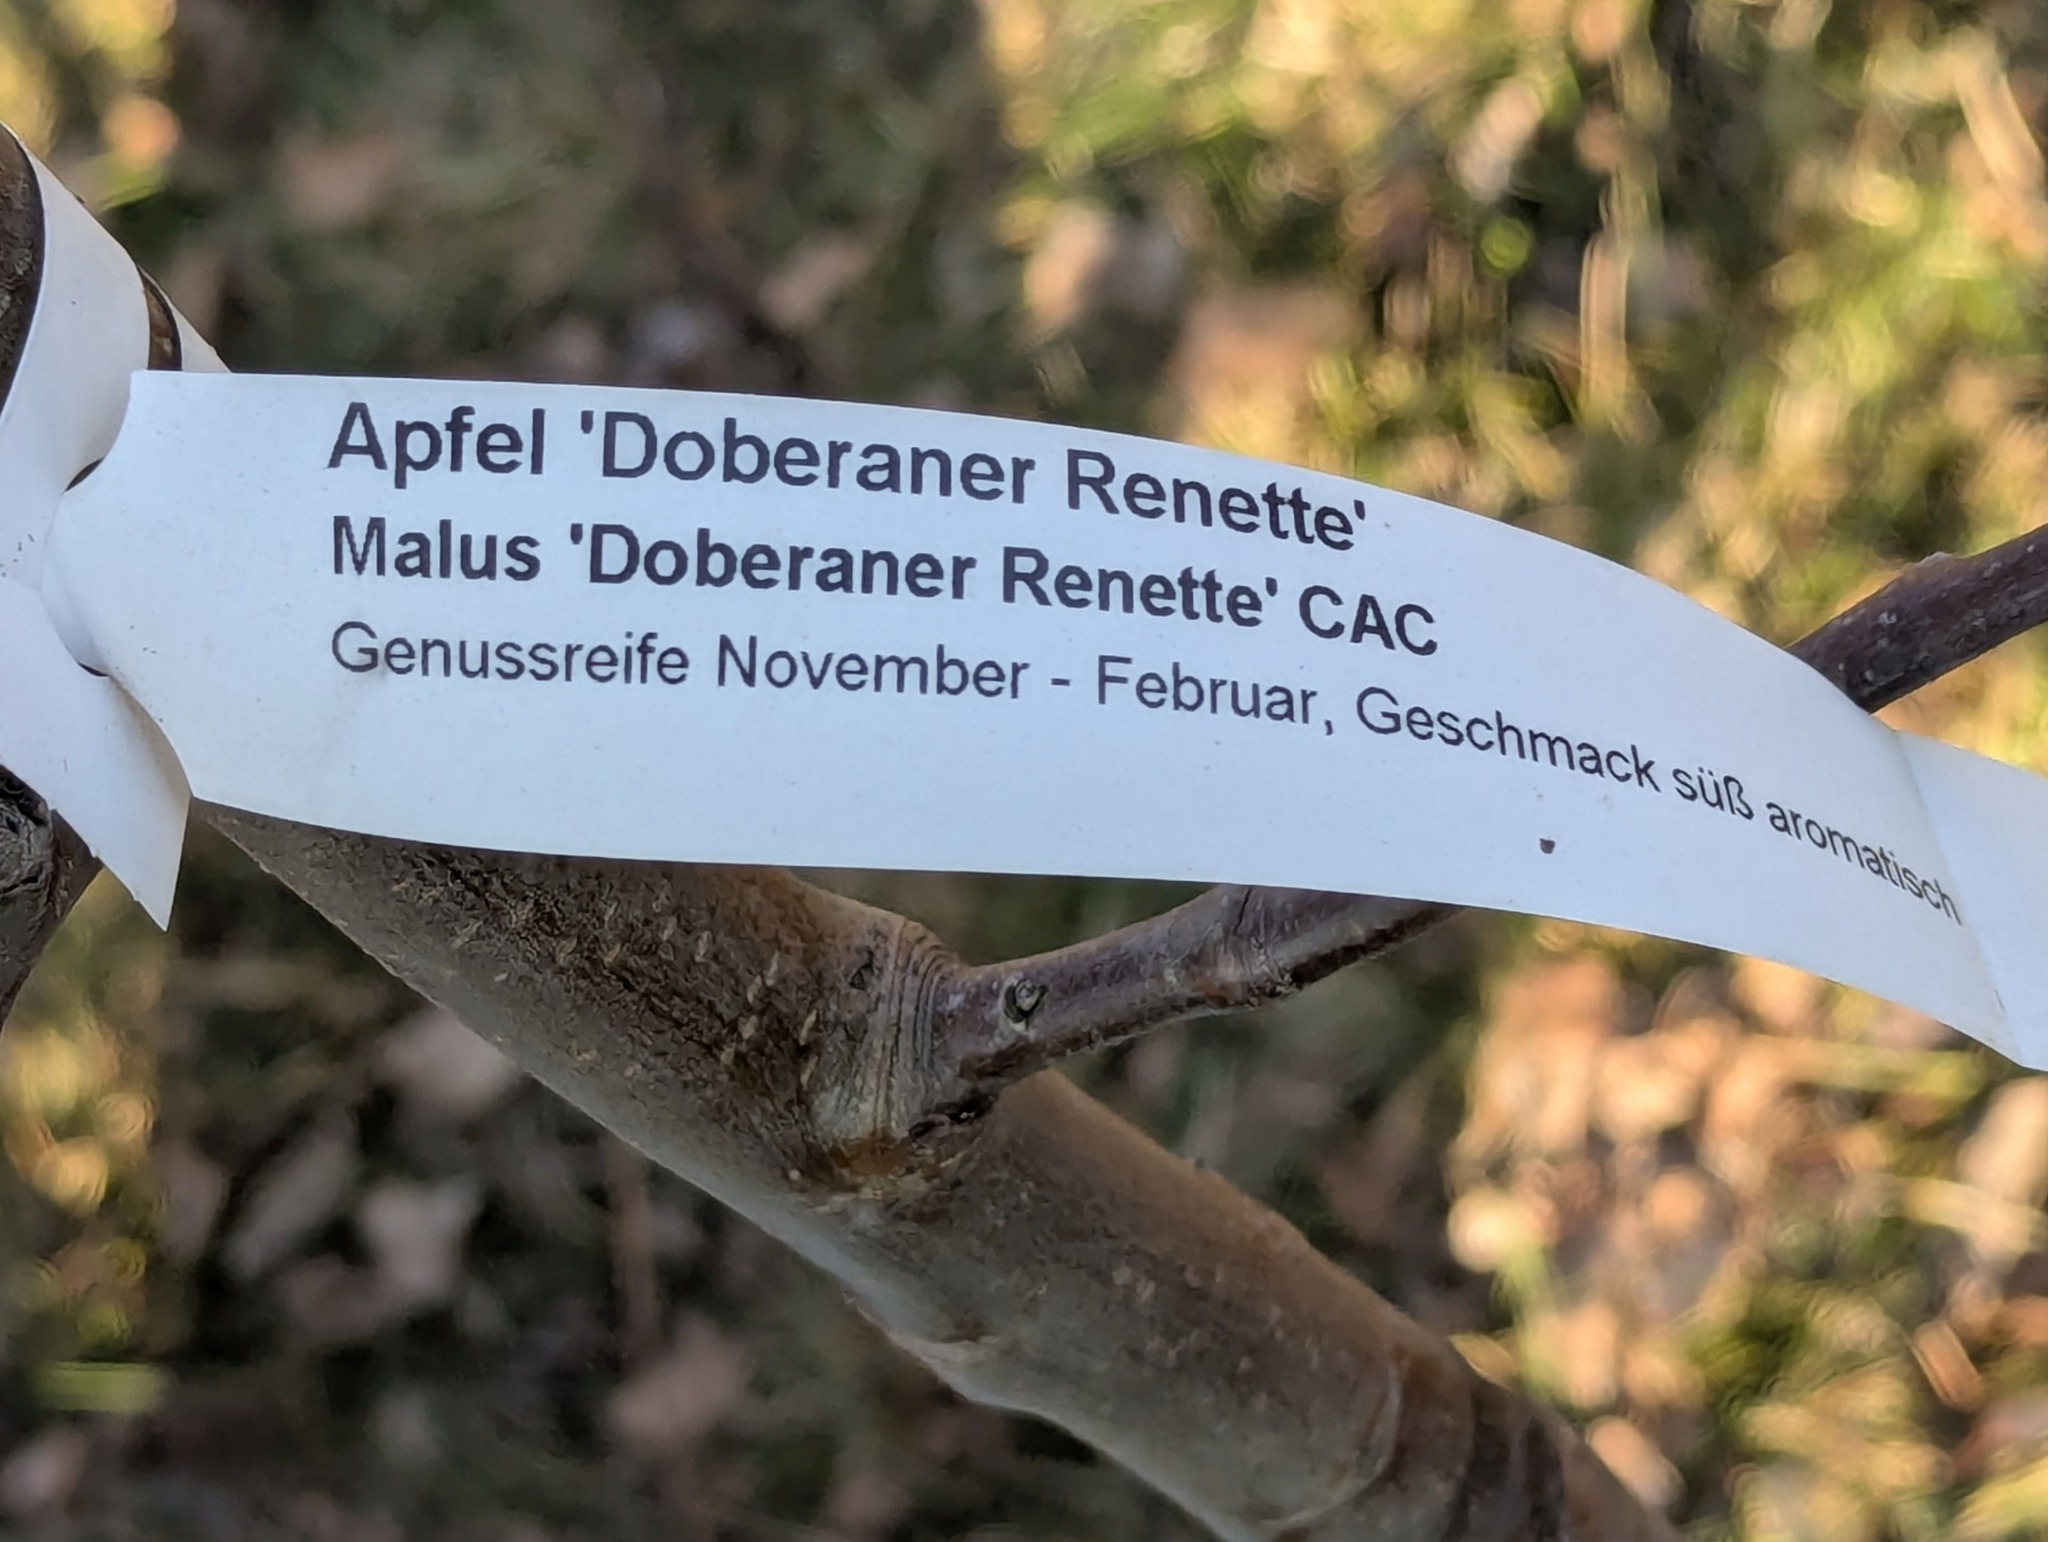 Apfel 'Doberaner Renette'
Malus 'Doberaner Renette' CAC
Genussreife November - Februar, Geschmack süß aromatisch